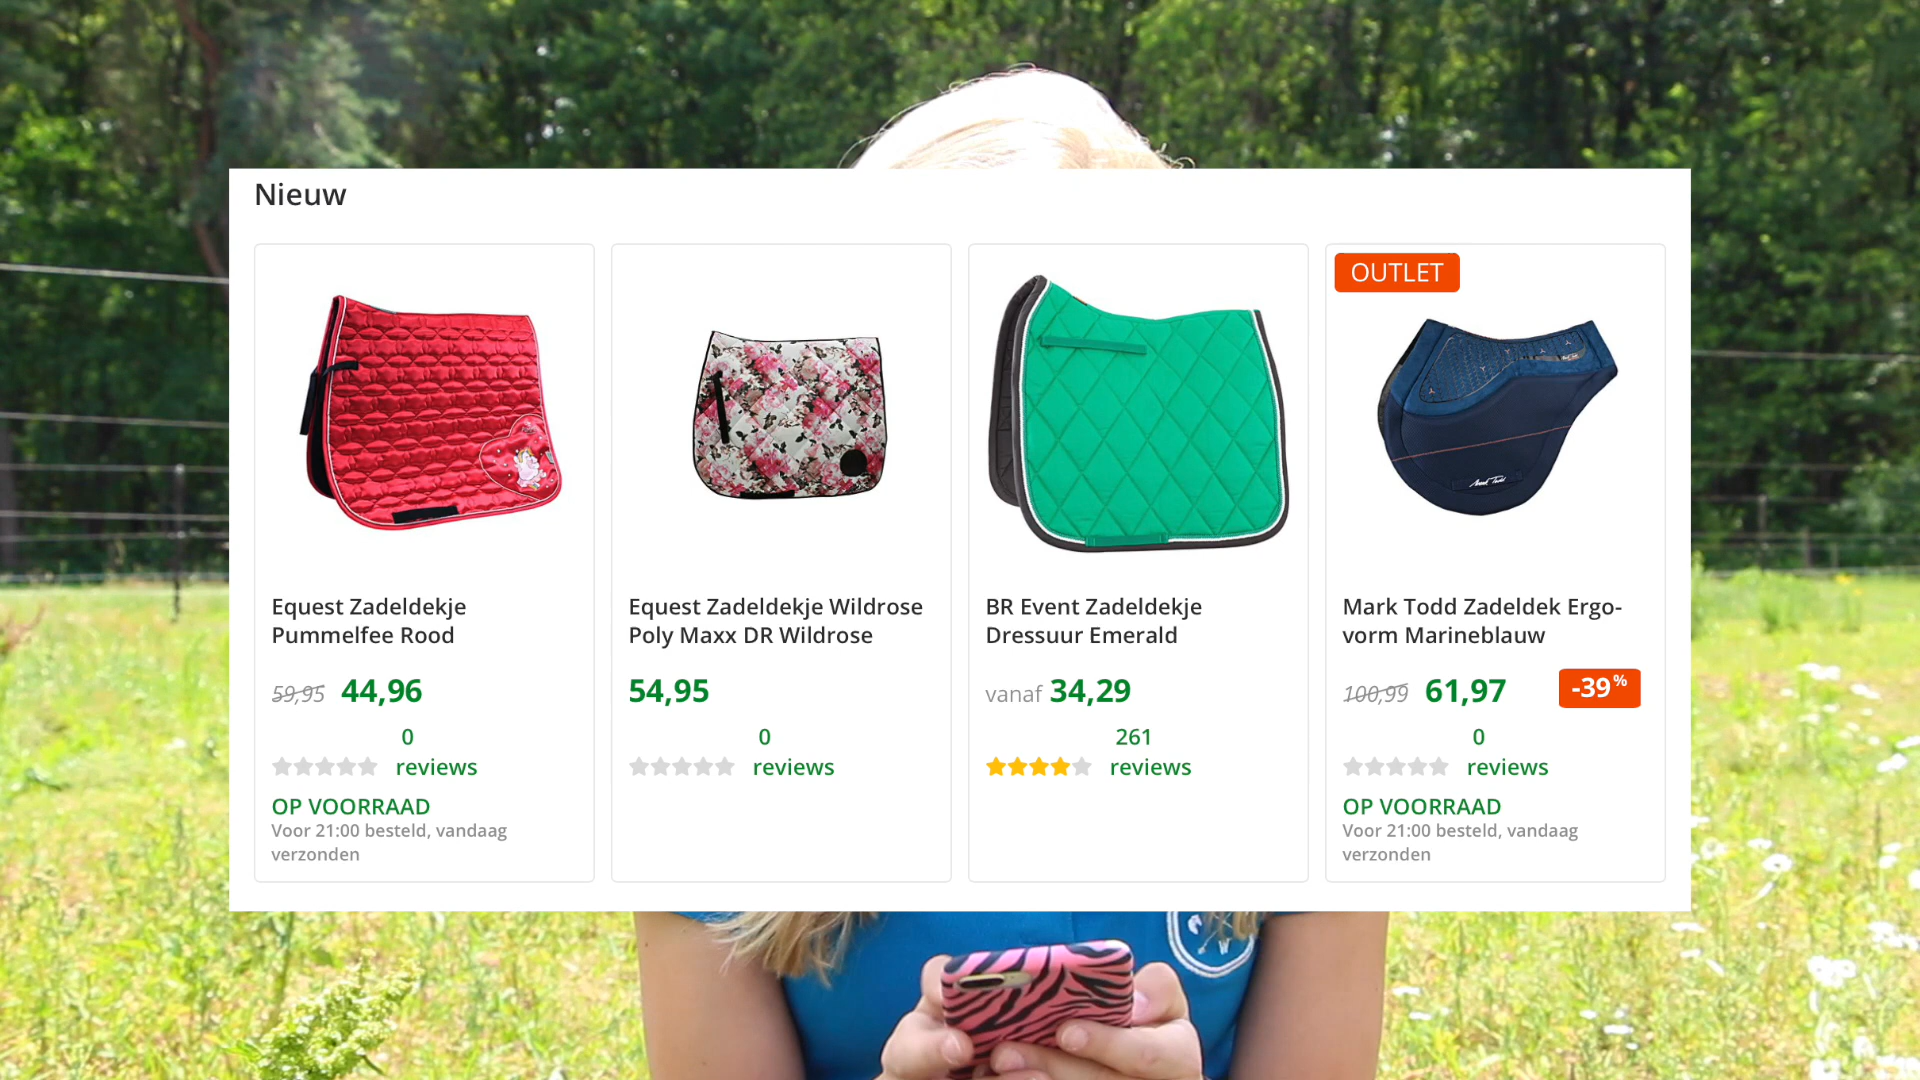 Nieuw
OUTLET
Mark Todd
Equest Zadeldekje
Pummelfee Rood
59,95 44,96
0
reviews
OP VOORRAAD
Voor 21:00 besteld, vandaag
verzonden
Equest Zadeldekje Wildrose
Poly Maxx DR Wildrose
54,95
0
reviews
BR Event Zadeldekje
Dressuur Emerald
vanaf 34,29
261
reviews
Mark Todd Zadeldek Ergo-
vorm Marineblauw
100,99 61,97 -39%
0
reviews
OP VOORRAAD
Voor 21:00 besteld, vandaag
verzonden
W